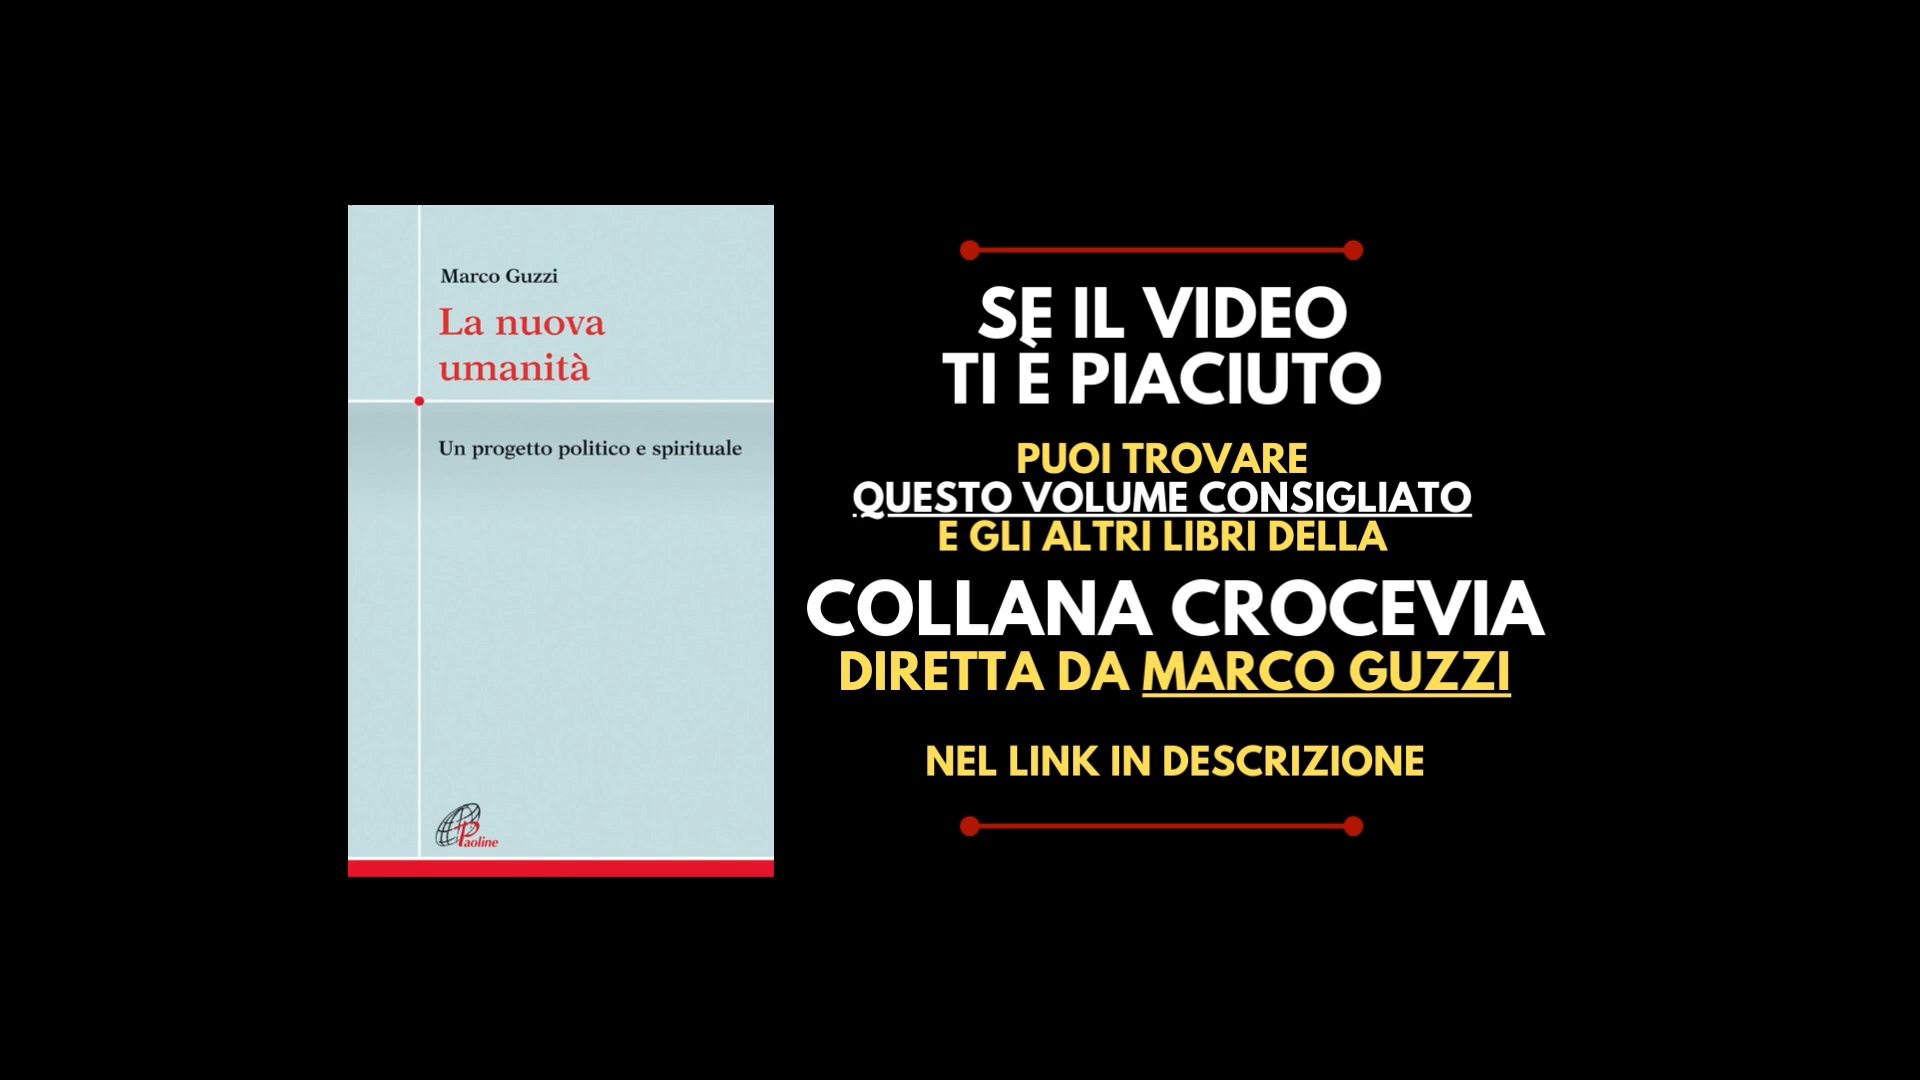 Marco Guzzi
La nuova
umanità
Un progetto politico e spirituale
Paoline
SE IL VIDEO
TI È PIACIUTO
PUOI TROVARE
QUESTO VOLUME CONSIGLIATO
E GLI ALTRI LIBRI DELLA
COLLANA CROCEVIA
DIRETTA DA MARCO GUZZI
NEL LINK IN DESCRIZIONE